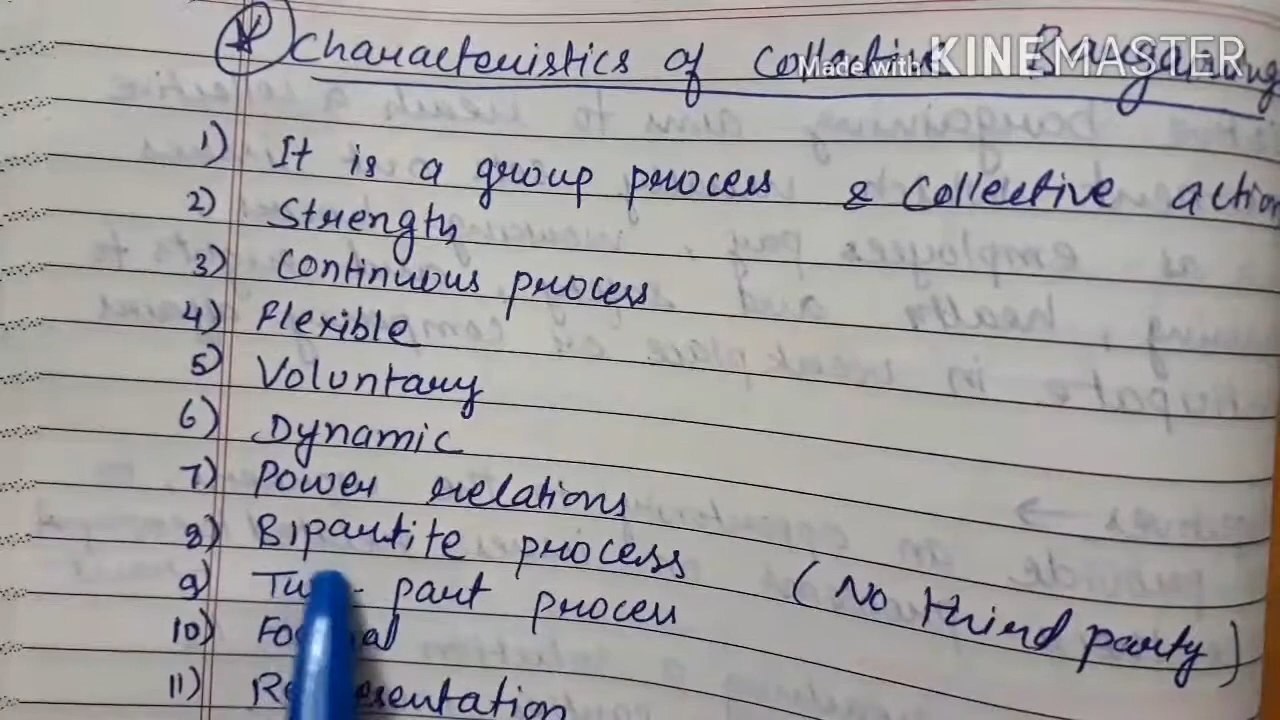 Characteristics of Collective Bargaining
Made with KINEMASTER
1) It is a group process & Collective action
2) Strength
3) Continuous process
4) Flexible
5) Voluntary
6) Dynamic
7) Power relations
8) Bipartite process (No third party)
9) part process
10)
11)